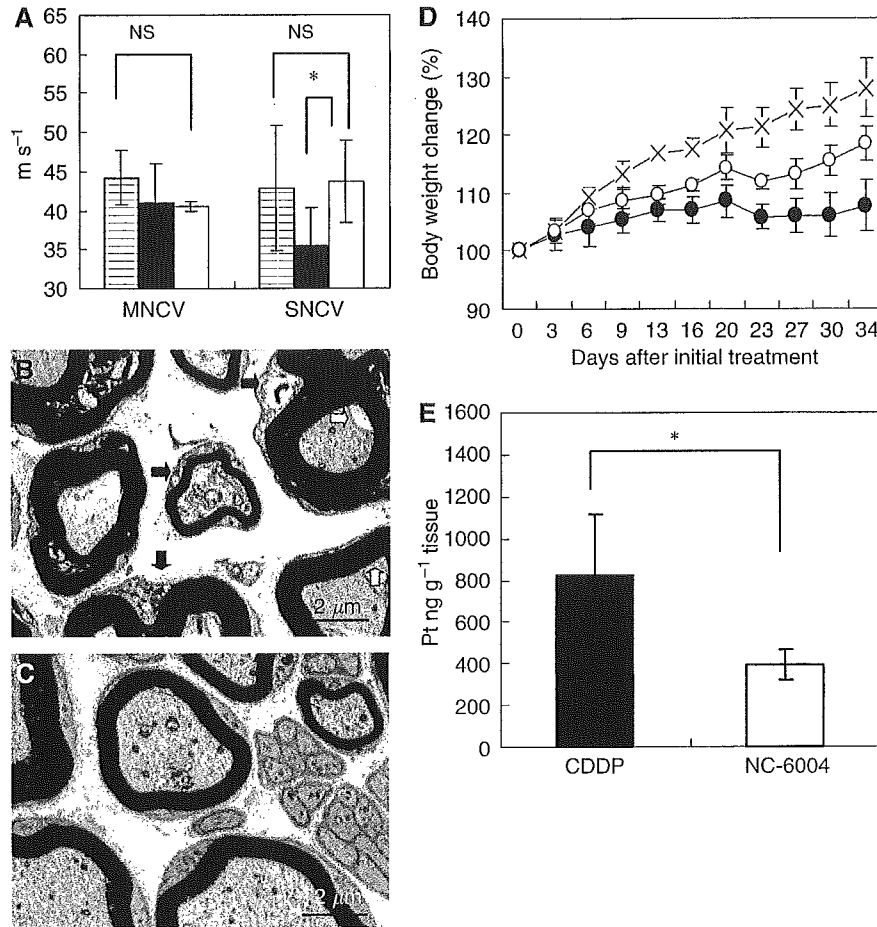 A
NS
NS
*
65
60
55
50
45
40
35
30
m s⁻¹
MNCV
SNCV
B
2 μm
C
2 μm
D
140
130
120
110
100
90
Body weight change (%)
0 3 6 9 13 16 20 23 27 30 34
Days after initial treatment
E
1600
1400
1200
1000
800
600
400
200
0
Pt ng g⁻¹ tissue
*
CDDP
NC-6004